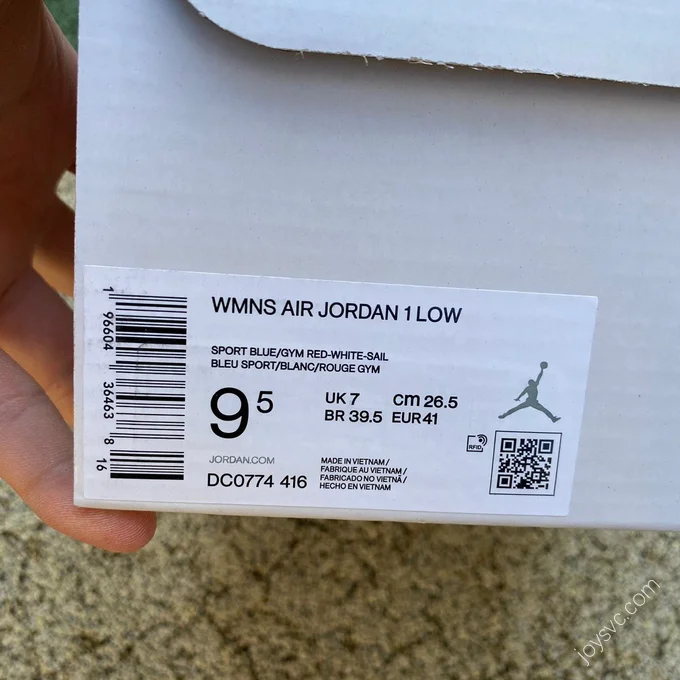 WMNS AIR JORDAN 1 LOW
SPORT BLUE/GYM RED-WHITE-SAIL
BLEU SPORT/BLANC/ROUGE GYM
9 5
UK 7 cm 26.5
BR 39.5 EUR 41
JORDAN.COM
DC0774 416
MADE IN VIETNAM /
FABRIQUE AU VIETNAM /
FABRICADO NO VIETNÃ /
HECHO EN VIETNAM
RFID
1 96604 36463 8 16
joysvc.com